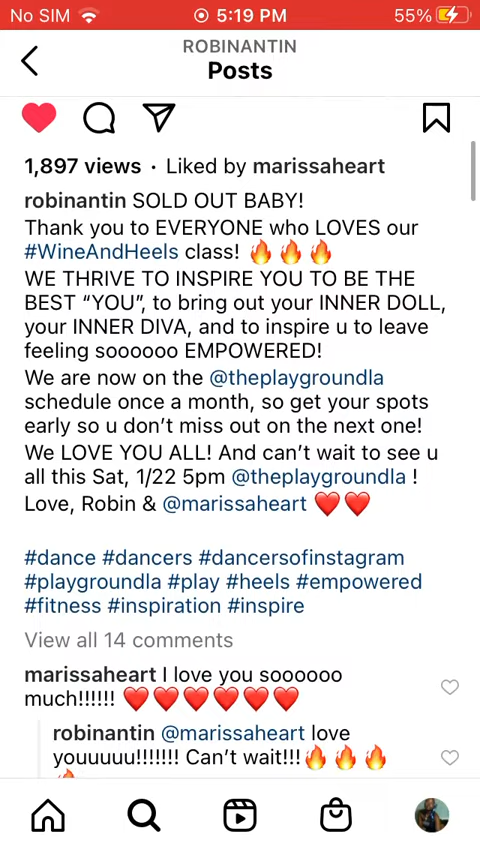 No SIM 5:19 PM 55%
ROBINANTIN
Posts
1,897 views · Liked by marissaheart
robinantin SOLD OUT BABY!
Thank you to EVERYONE who LOVES our
#WineAndHeels class! 🔥🔥🔥
WE THRIVE TO INSPIRE YOU TO BE THE
BEST “YOU”, to bring out your INNER DOLL,
your INNER DIVA, and to inspire u to leave
feeling soooooo EMPOWERED!
We are now on the @theplaygroundla
schedule once a month, so get your spots
early so u don’t miss out on the next one!
We LOVE YOU ALL! And can’t wait to see u
all this Sat, 1/22 5pm @theplaygroundla !
Love, Robin & @marissaheart ❤️❤️
#dance #dancers #dancersofinstagram
#playgroundla #play #heels #empowered
#fitness #inspiration #inspire
View all 14 comments
marissaheart I love you soooooo
much!!!!!! ❤️❤️❤️❤️❤️❤️
robinantin @marissaheart love
youuuuu!!!!!!! Can’t wait!!!🔥🔥🔥
🔥